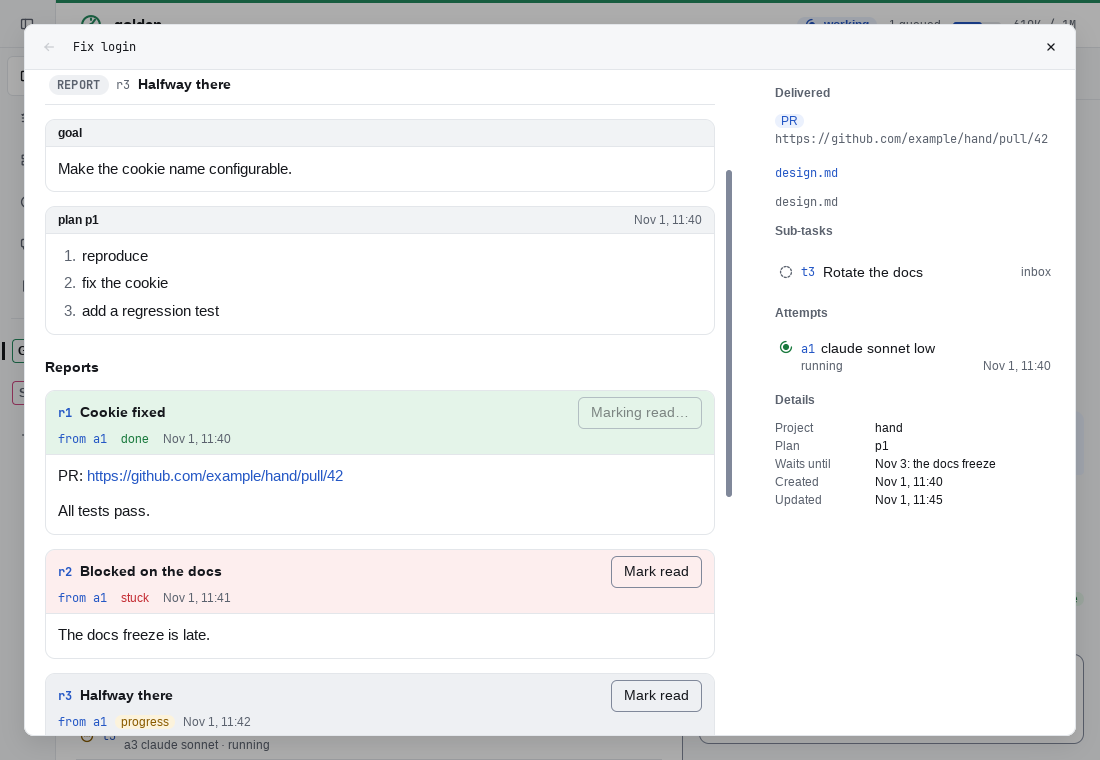 Fix login
REPORT r3 Halfway there
goal
Make the cookie name configurable.
plan p1 Nov 1, 11:40
1. reproduce
2. fix the cookie
3. add a regression test
Reports
r1 Cookie fixed Marking read…
from a1 done Nov 1, 11:40
PR: https://github.com/example/hand/pull/42
All tests pass.
r2 Blocked on the docs Mark read
from a1 stuck Nov 1, 11:41
The docs freeze is late.
r3 Halfway there Mark read
from a1 progress Nov 1, 11:42
Delivered
PR
https://github.com/example/hand/pull/42
design.md
design.md
Sub-tasks
t3 Rotate the docs inbox
Attempts
a1 claude sonnet low
running Nov 1, 11:40
Details
Project hand
Plan p1
Waits until Nov 3: the docs freeze
Created Nov 1, 11:40
Updated Nov 1, 11:45
a3 claude sonnet · running